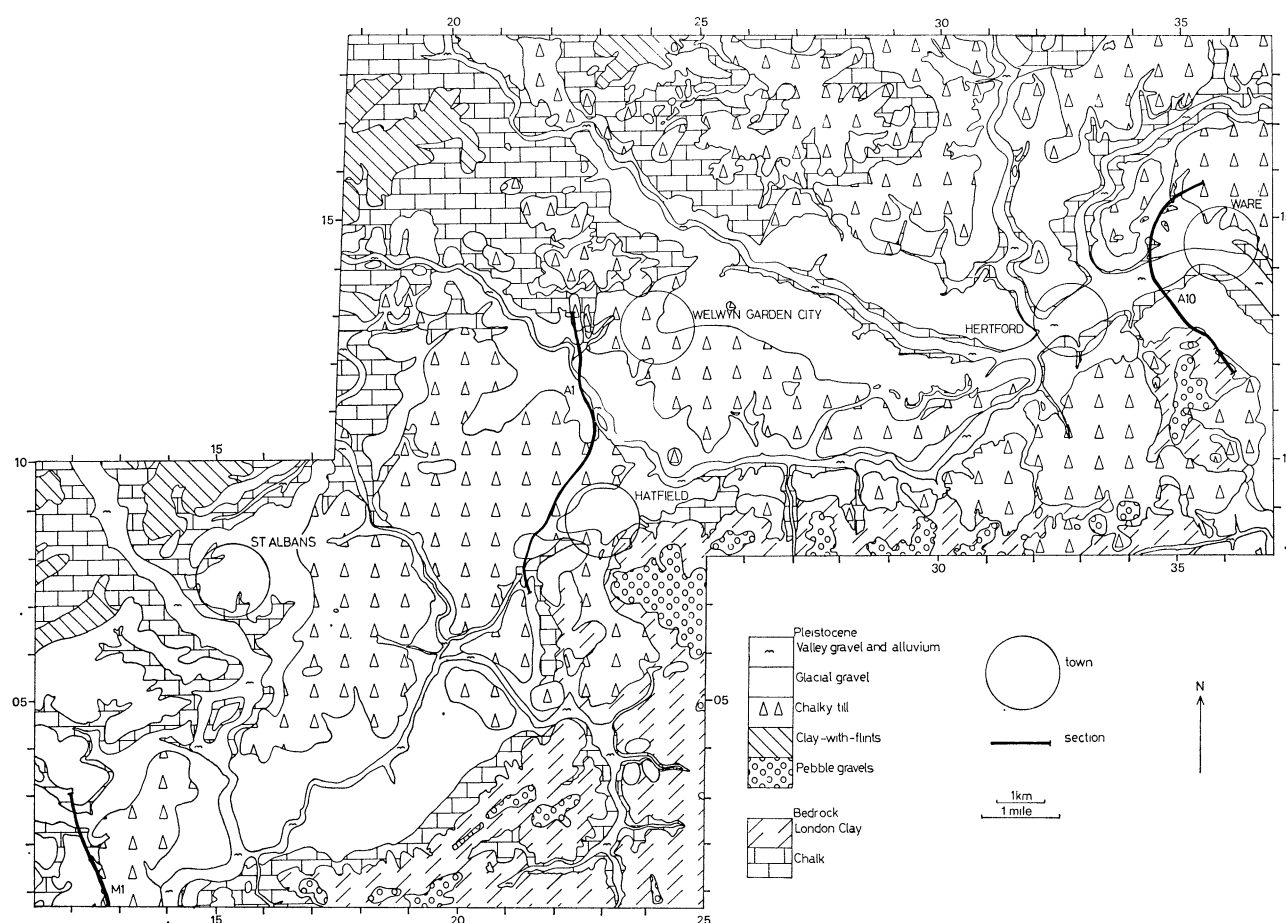 20 25 30 35
15 15
WARE
WELWYN GARDEN CITY
A10
HERTFORD
A1
10 15
HATFIELD
ST ALBANS
30 35
05 05
M1
15 20 25
Pleistocene
Valley gravel and alluvium
Glacial gravel
Chalky till
Clay-with-flints
Pebble gravels
Bedrock
London Clay
Chalk
town
section
1km
1 mile
N